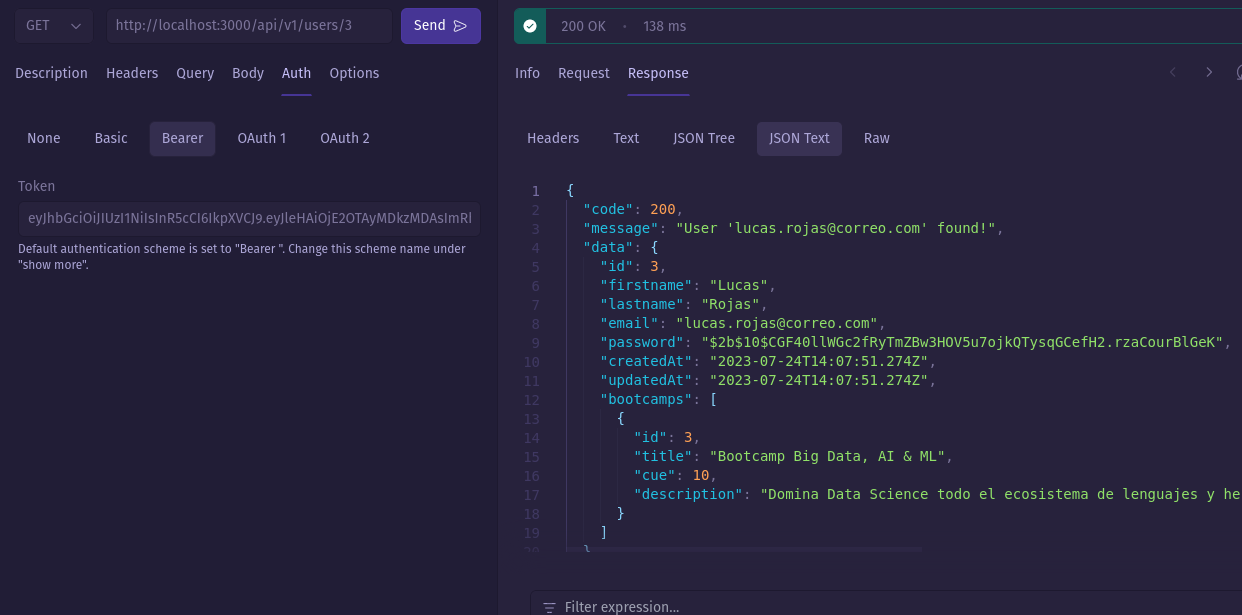 GET
http://localhost:3000/api/v1/users/3
Send
200 OK • 138 ms
Description Headers Query Body Auth Options
Info Request Response
None Basic Bearer OAuth 1 OAuth 2
Headers Text JSON Tree JSON Text Raw
Token
eyJhbGciOiJIUzI1NiIsInR5cCI6IkpXVCJ9.eyJleHAiOjE2OTAyMDkzMDAsImRl
Default authentication scheme is set to "Bearer ". Change this scheme name under
"show more".
1 {
2 "code": 200,
3 "message": "User 'lucas.rojas@correo.com' found!",
4 "data": {
5 "id": 3,
6 "firstname": "Lucas",
7 "lastname": "Rojas",
8 "email": "lucas.rojas@correo.com",
9 "password": "$2b$10$CGF40llWGc2fRyTmZBw3HOV5u7ojkQTysqGCefH2.rzaCourBlGeK",
10 "createdAt": "2023-07-24T14:07:51.274Z",
11 "updatedAt": "2023-07-24T14:07:51.274Z",
12 "bootcamps": [
13 {
14 "id": 3,
15 "title": "Bootcamp Big Data, AI & ML",
16 "cue": 10,
17 "description": "Domina Data Science todo el ecosistema de lenguajes y he
18 }
19 ]
20 }
Filter expression...